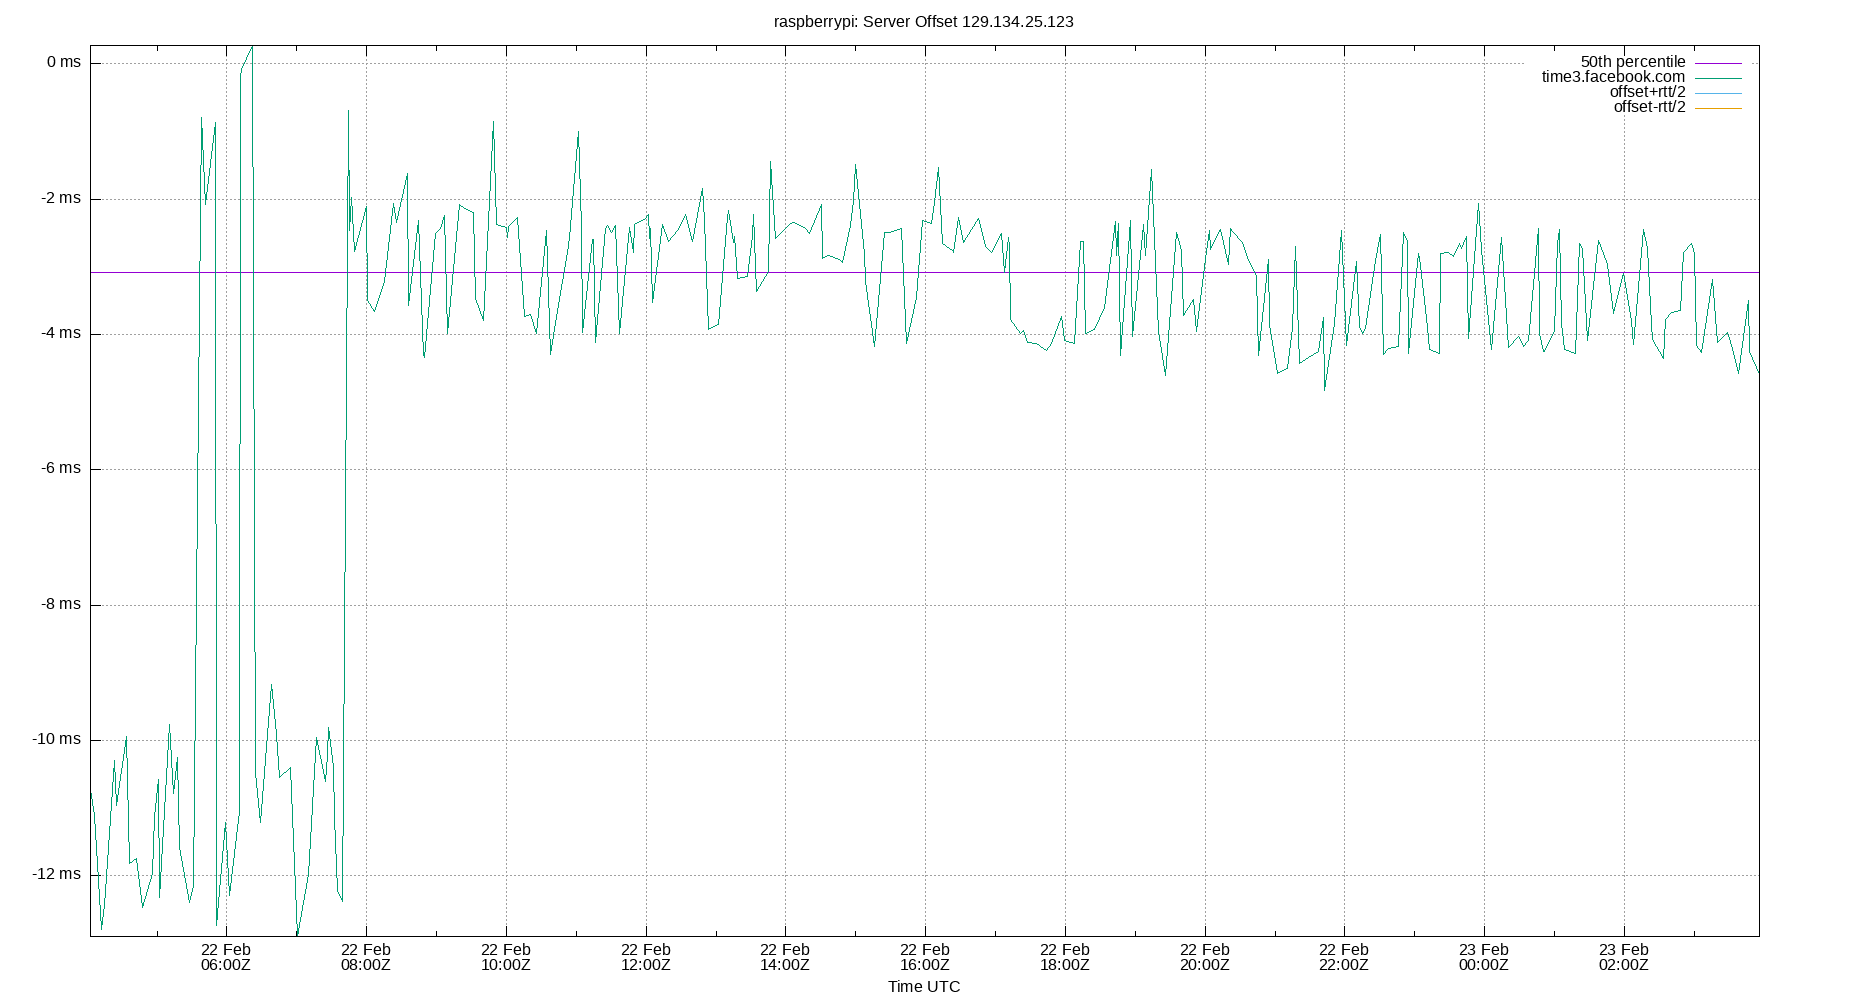 raspberrypi: Server Offset 129.134.25.123
0 ms
-2 ms
-4 ms
-6 ms
-8 ms
-10 ms
-12 ms
50th percentile
time3.facebook.com
offset+rtt/2
offset-rtt/2
22 Feb 22 Feb 22 Feb 22 Feb 22 Feb 22 Feb 22 Feb 22 Feb 22 Feb 23 Feb 23 Feb
06:00Z 08:00Z 10:00Z 12:00Z 14:00Z 16:00Z 18:00Z 20:00Z 22:00Z 00:00Z 02:00Z
Time UTC